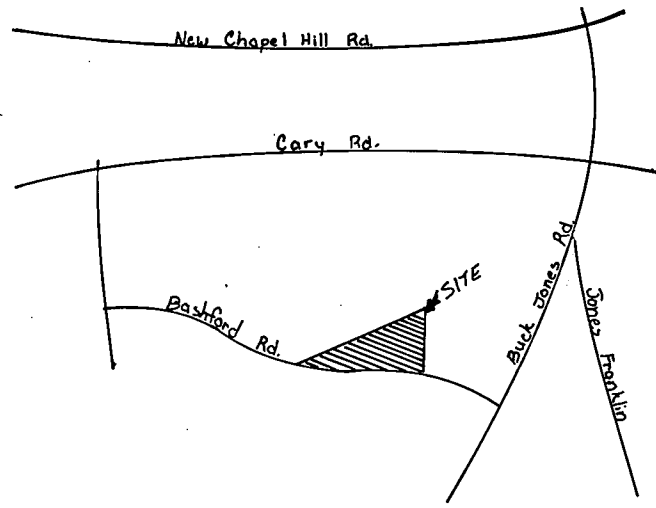 New Chapel Hill Rd.
Cary Rd.
SITE
Bashford Rd.
Buck Jones Rd.
Jones Franklin